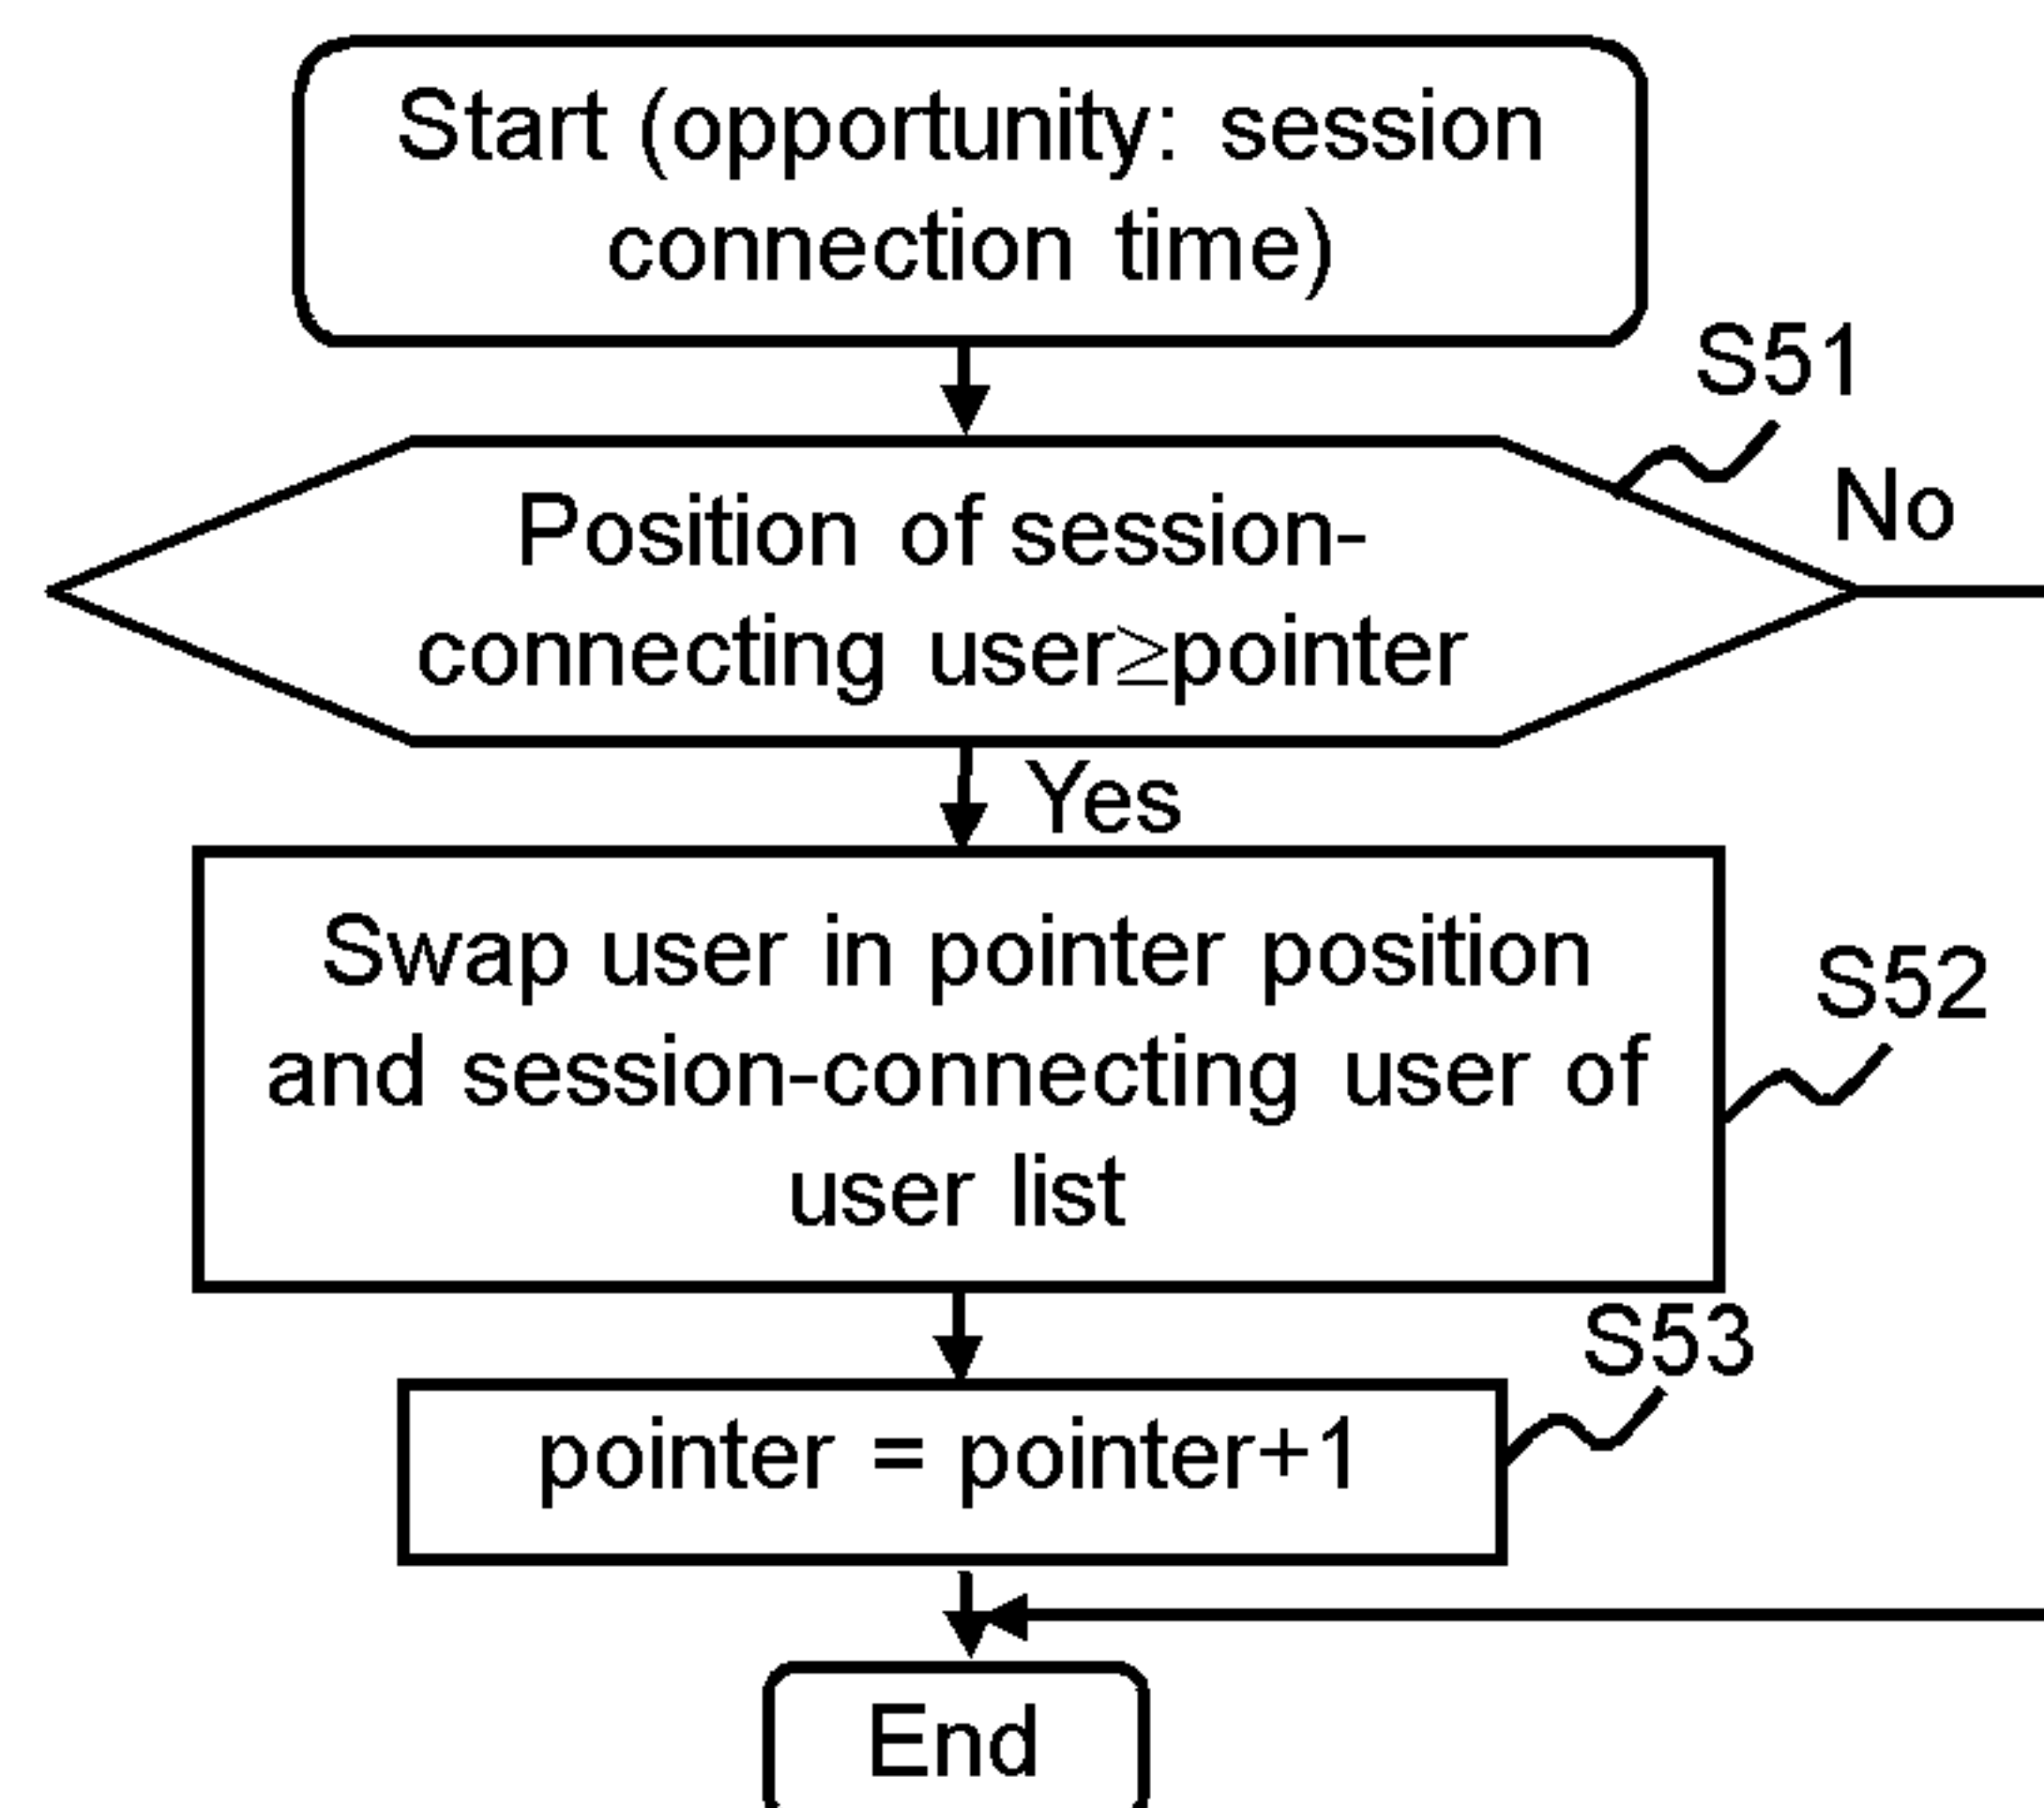 Start (opportunity: session
connection time)
S51
No
Position of session-
connecting user≥pointer
Yes
Swap user in pointer position
and session-connecting user of
user list
S52
S53
pointer = pointer+1
End